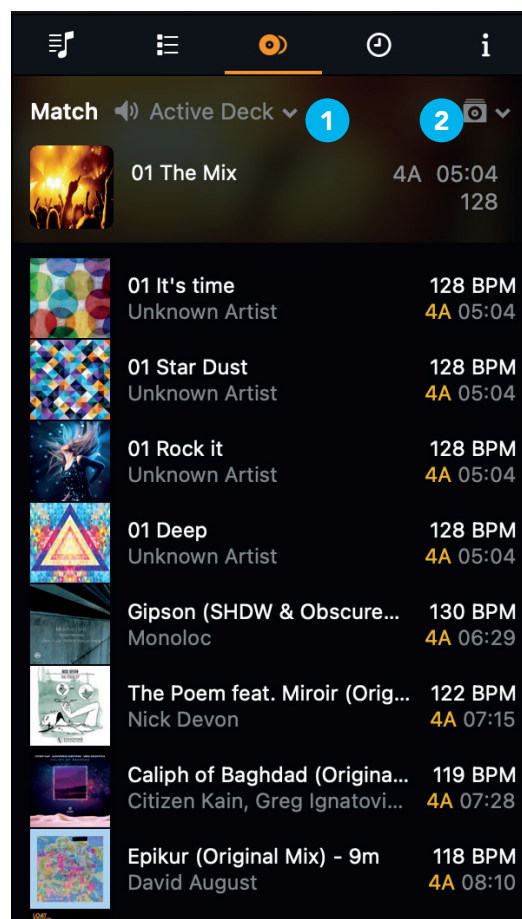 Match Active Deck 1 2
01 The Mix 4A 05:04
128
01 It's time 128 BPM
Unknown Artist 4A 05:04
01 Star Dust 128 BPM
Unknown Artist 4A 05:04
01 Rock it 128 BPM
Unknown Artist 4A 05:04
01 Deep 128 BPM
Unknown Artist 4A 05:04
Gipson (SHDW & Obscure... 130 BPM
Monoloc 4A 06:29
The Poem feat. Miroir (Orig... 122 BPM
Nick Devon 4A 07:15
Caliph of Baghdad (Origina... 119 BPM
Citizen Kain, Greg Ignatovi... 4A 07:28
Epikur (Original Mix) - 9m 118 BPM
David August 4A 08:10